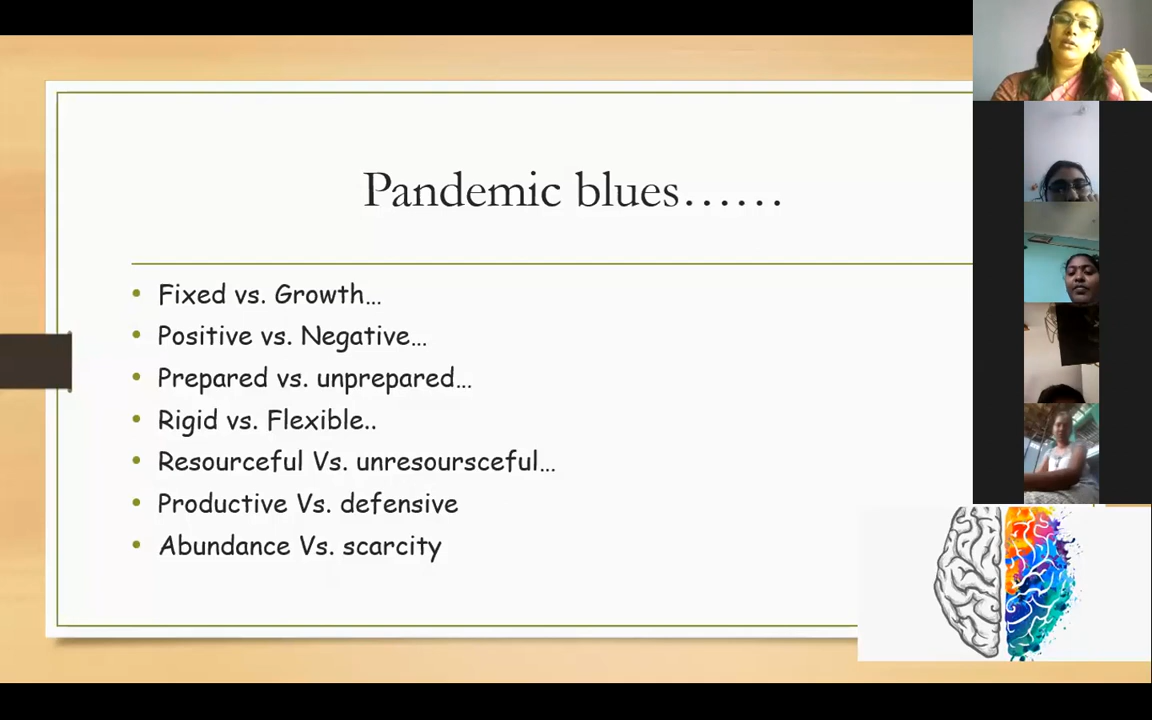 Pandemic blues……
Fixed vs. Growth…
Positive vs. Negative…
Prepared vs. unprepared…
Rigid vs. Flexible..
Resourceful Vs. unresoursceful…
Productive Vs. defensive
Abundance Vs. scarcity